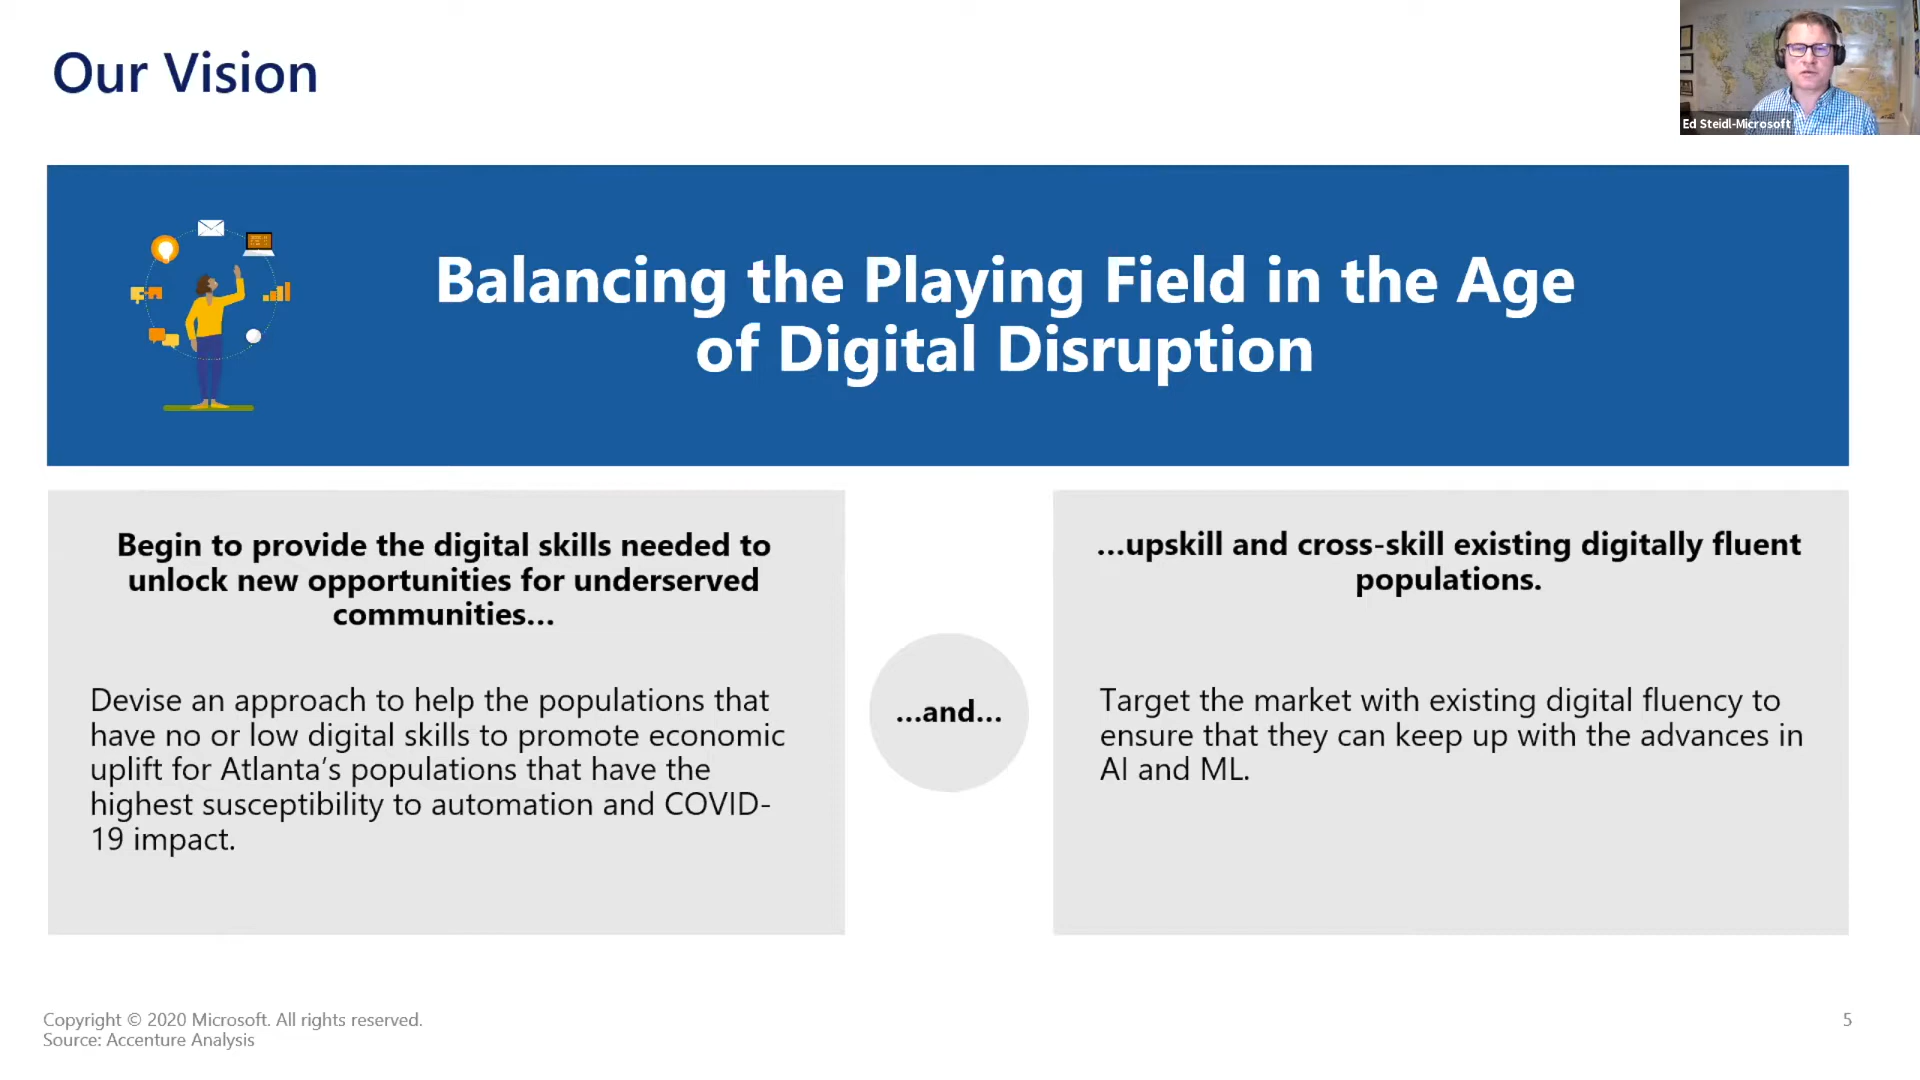 Our Vision
Ed Steidl-Microsoft
Balancing the Playing Field in the Age
of Digital Disruption
Begin to provide the digital skills needed to
unlock new opportunities for underserved
communities...
Devise an approach to help the populations that
have no or low digital skills to promote economic
uplift for Atlanta's populations that have the
highest susceptibility to automation and COVID-
19 impact.
...and...
...upskill and cross-skill existing digitally fluent
populations.
Target the market with existing digital fluency to
ensure that they can keep up with the advances in
AI and ML.
Copyright © 2020 Microsoft. All rights reserved.
Source: Accenture Analysis
5